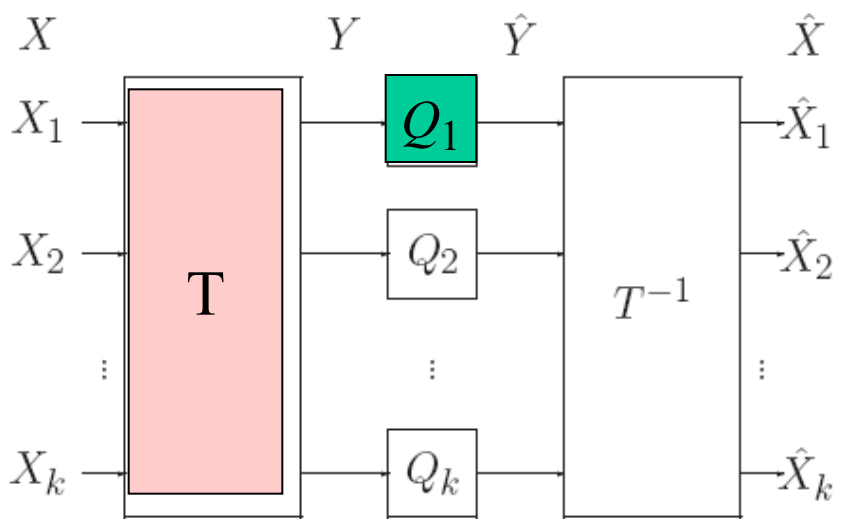 X Y Ŷ X̂
X₁ Q₁ X̂₁
X₂ Q₂ X̂₂
T T⁻¹
⋮ ⋮ ⋮
Xₖ Qₖ X̂ₖ